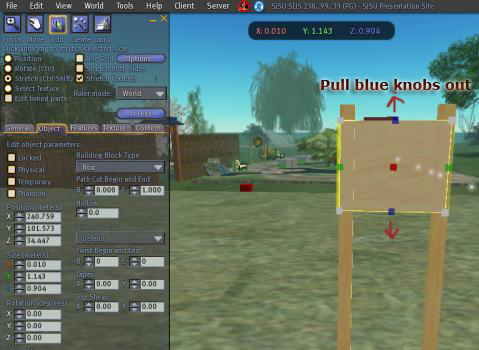 File Edit View World Tools Help Client Server SJSU SLIS 238, 99, 33 (PG) - SJSU Presentation Site
Focus Move Edit Create Land
Click and drag to stretch selected side
Position
Use Grid Options...
Rotate (Ctrl)
Stretch Both Sides
Stretch (Ctrl-Shift)
Stretch Textures
Select Texture
Edit linked parts
Ruler mode: World
Less
General Object Features Texture Content
Edit object parameters:
Locked
Physical
Temporary
Phantom
Position (meters)
X 240.759
Y 101.573
Z 34.447
Size (meters)
X 0.010
Y 1.143
Z 0.904
Rotation (degrees)
X 0.00
Y 0.00
Z 0.00
Building Block Type
Box
Path Cut Begin and End
B 0.000 E 1.000
Hollow
0.0
Default
Twist Begin and End
B 0 E 0
Taper
X 0.00 Y 0.00
Top Shear
X 0.00 Y 0.00
X: 0.010 Y: 1.143 Z: 0.904
Pull blue knobs out